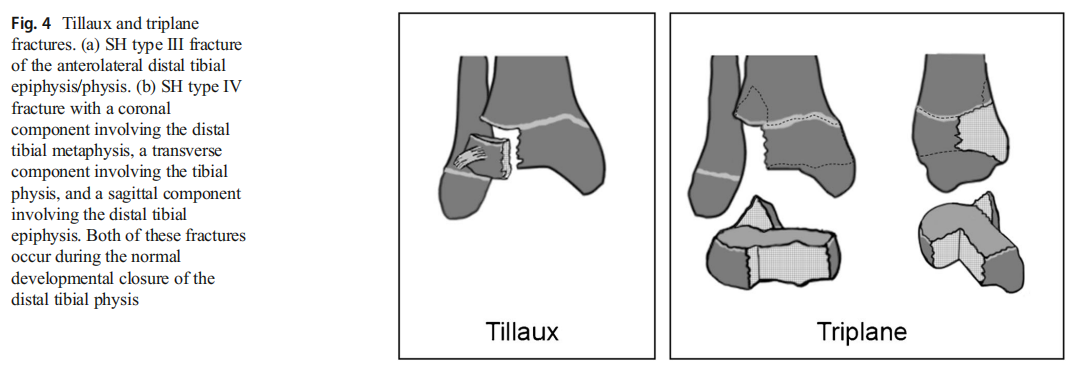 Fig. 4 Tillaux and triplane
fractures. (a) SH type III fracture
of the anterolateral distal tibial
epiphysis/physis. (b) SH type IV
fracture with a coronal
component involving the distal
tibial metaphysis, a transverse
component involving the tibial
physis, and a sagittal component
involving the distal tibial
epiphysis. Both of these fractures
occur during the normal
developmental closure of the
distal tibial physis
Tillaux
Triplane